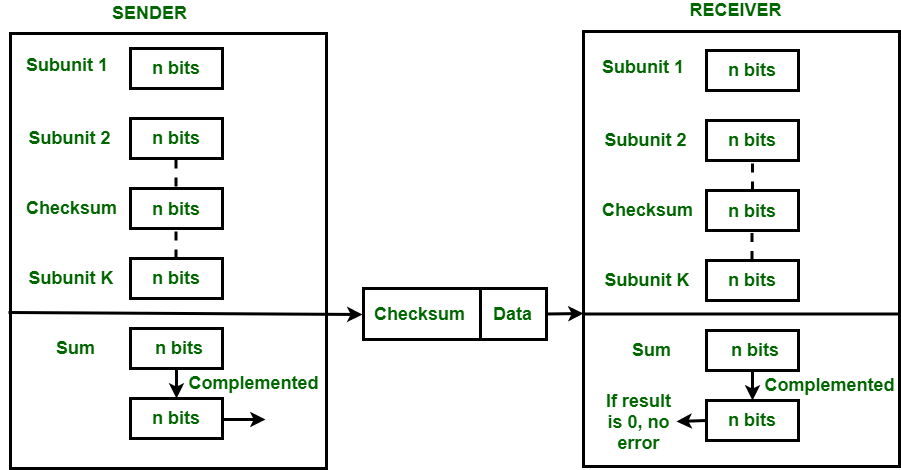 SENDER
Subunit 1
n bits
Subunit 2
n bits
Checksum
n bits
Subunit K
n bits
Sum
n bits
Complemented
n bits
Checksum
Data
RECEIVER
Subunit 1
n bits
Subunit 2
n bits
Checksum
n bits
Subunit K
n bits
Sum
n bits
Complemented
If result
is 0, no
error
n bits